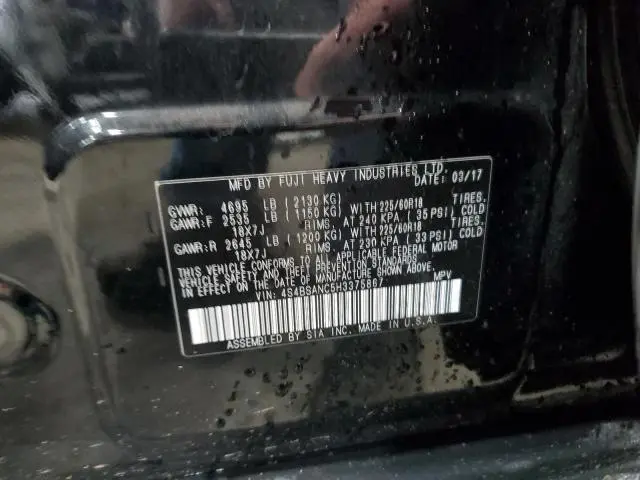 MFD BY FUJI HEAVY INDUSTRIES LTD.
DATE: 03/17
GVWR: 4695 LB (2130 KG)
GAWR:F 2535 LB (1150 KG) WITH 225/60R18 TIRES,
18X7J RIMS, AT 240 KPA (35 PSI) COLD
GAWR:R 2645 LB (1200 KG) WITH 225/60R18 TIRES,
18X7J RIMS, AT 230 KPA (33 PSI) COLD
THIS VEHICLE CONFORMS TO ALL APPLICABLE FEDERAL MOTOR
VEHICLE SAFETY AND THEFT PREVENTION STANDARDS
IN EFFECT ON THE DATE OF MANUFACTURE SHOWN ABOVE.
VIN: 4S4BSANC5H3375867 MPV
ASSEMBLED BY SIA INC. MADE IN U.S.A.